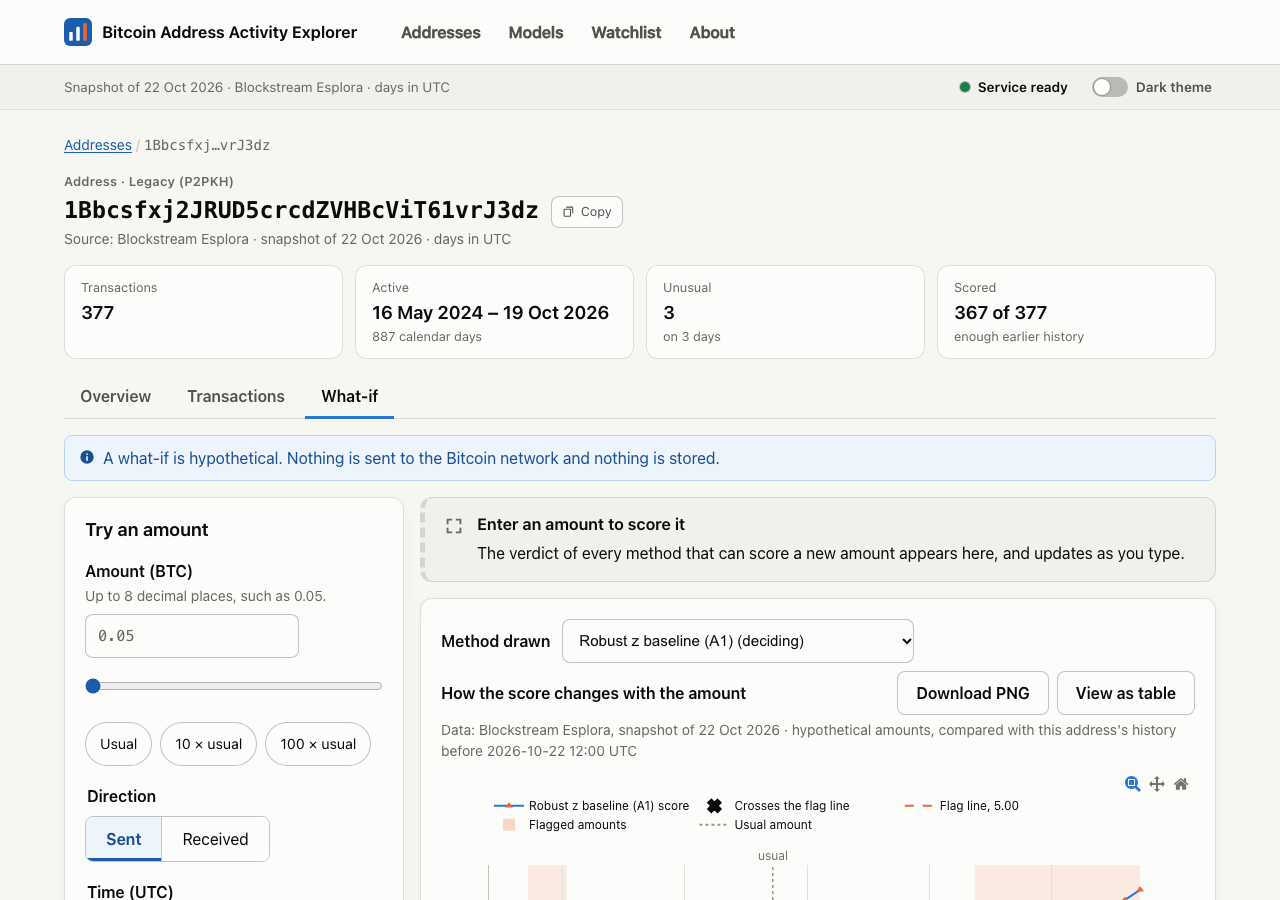 Bitcoin Address Activity Explorer Addresses Models Watchlist About
Snapshot of 22 Oct 2026 · Blockstream Esplora · days in UTC Service ready Dark theme
Addresses / 1Bbcsfxj…vrJ3dz
Address · Legacy (P2PKH)
1Bbcsfxj2JRUD5crcdZVHBcViT61vrJ3dz Copy
Source: Blockstream Esplora · snapshot of 22 Oct 2026 · days in UTC
Transactions
377
Active
16 May 2024 – 19 Oct 2026
887 calendar days
Unusual
3
on 3 days
Scored
367 of 377
enough earlier history
Overview Transactions What-if
A what-if is hypothetical. Nothing is sent to the Bitcoin network and nothing is stored.
Try an amount
Amount (BTC)
Up to 8 decimal places, such as 0.05.
0.05
Usual 10 × usual 100 × usual
Direction
Sent Received
Time (UTC)
Enter an amount to score it
The verdict of every method that can score a new amount appears here, and updates as you type.
Method drawn Robust z baseline (A1) (deciding)
How the score changes with the amount Download PNG View as table
Data: Blockstream Esplora, snapshot of 22 Oct 2026 · hypothetical amounts, compared with this address's history
before 2026-10-22 12:00 UTC
Robust z baseline (A1) score Crosses the flag line Flag line, 5.00
Flagged amounts Usual amount
usual